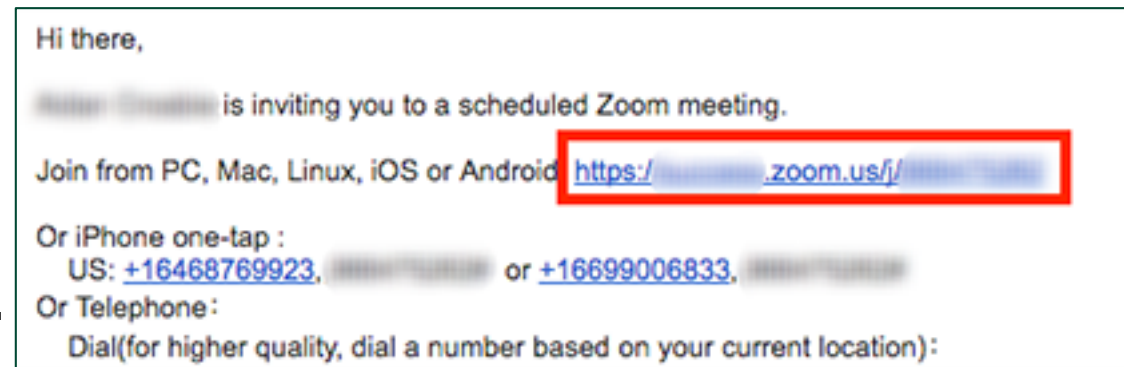 Hi there,
is inviting you to a scheduled Zoom meeting.
Join from PC, Mac, Linux, iOS or Android https:/ .zoom.us/j/
Or iPhone one-tap :
US: +16468769923, or +16699006833,
Or Telephone:
Dial(for higher quality, dial a number based on your current location):